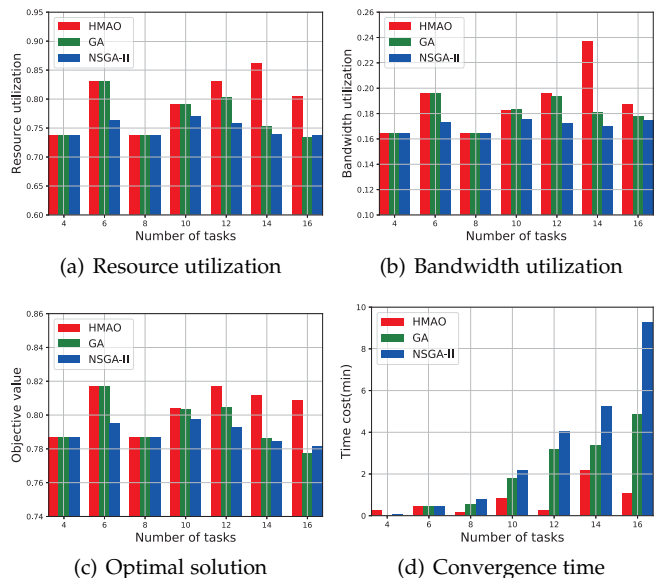 0.95
0.90
0.85
0.80
0.75
0.70
0.65
0.60
Resource utilization
HMAO
GA
NSGA-II
4 6 8 10 12 14 16
Number of tasks
(a) Resource utilization
0.26
0.24
0.22
0.20
0.18
0.16
0.14
0.12
0.10
Bandwidth utilization
HMAO
GA
NSGA-II
4 6 8 10 12 14 16
Number of tasks
(b) Bandwidth utilization
0.86
0.84
0.82
0.80
0.78
0.76
0.74
Objective value
HMAO
GA
NSGA-II
4 6 8 10 12 14 16
Number of tasks
(c) Optimal solution
10
8
6
4
2
0
Time cost(min)
HMAO
GA
NSGA-II
4 6 8 10 12 14 16
Number of tasks
(d) Convergence time